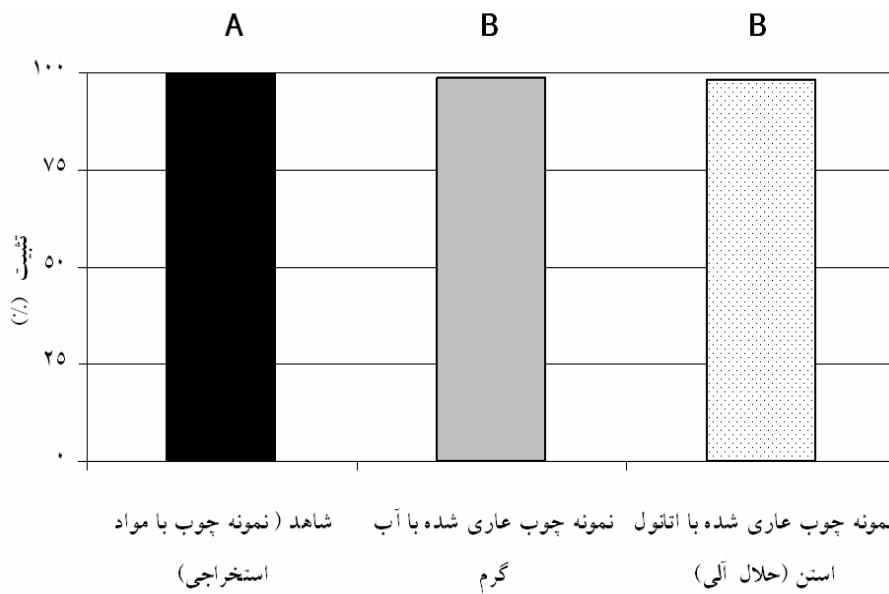 A B B
۱۰۰
۷۵
۵۰
۲۵
۰
تثبیت (%)
شاهد ( نمونه چوب با مواد
استخراجی)
نمونه چوب عاری شده با آب
گرم
نمونه چوب عاری شده با اتانول
استن (حلال آلی)